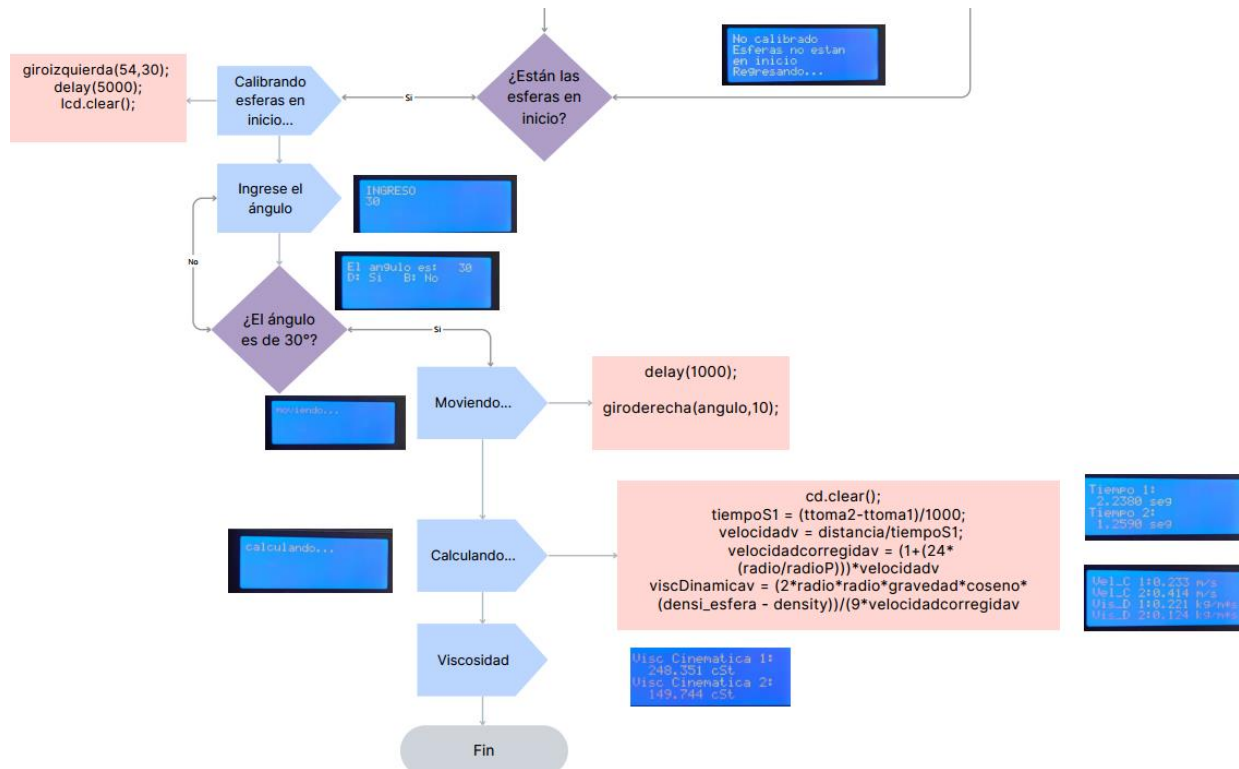 No calibrado
Esferas no estan
en inicio
Regresando...
giroizquierda(54,30);
delay(5000);
lcd.clear();
Calibrando
esferas en
inicio...
Si
¿Están las
esferas en
inicio?
Ingrese el
ángulo
INGRESO
30
No
El angulo es: 30
D: Si B: No
¿El ángulo
es de 30°?
Si
moviendo...
Moviendo...
delay(1000);
giroderecha(angulo,10);
calculando...
Calculando...
cd.clear();
tiempoS1 = (ttoma2-ttoma1)/1000;
velocidadv = distancia/tiempoS1;
velocidadcorregidav = (1+(24*
(radio/radioP)))*velocidadv
viscDinamicav = (2*radio*radio*gravedad*coseno*
(densi_esfera - density))/(9*velocidadcorregidav
Tiempo 1:
2.2380 seg
Tiempo 2:
1.2590 seg
Vel_C 1:0.233 m/s
Vel_C 2:0.414 m/s
Vis_D 1:0.221 kg/m*s
Vis_D 2:0.124 kg/m*s
Viscosidad
Visc Cinematica 1:
248.351 cSt
Visc Cinematica 2:
149.744 cSt
Fin